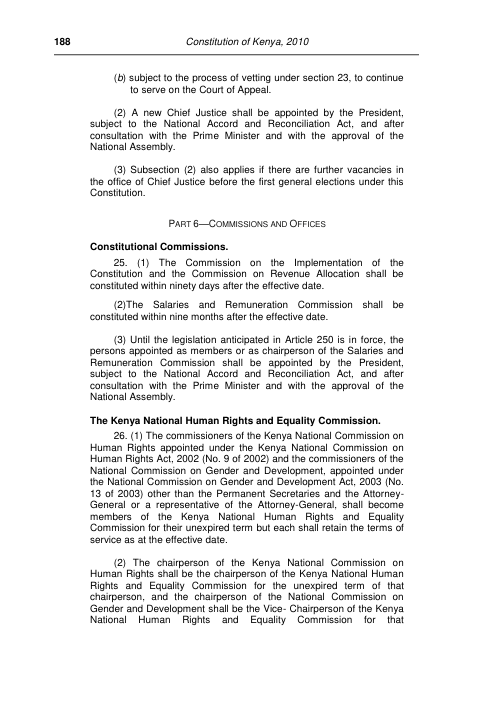 188 Constitution of Kenya, 2010
(b) subject to the process of vetting under section 23, to continue
to serve on the Court of Appeal.
(2) A new Chief Justice shall be appointed by the President,
subject to the National Accord and Reconciliation Act, and after
consultation with the Prime Minister and with the approval of the
National Assembly.
(3) Subsection (2) also applies if there are further vacancies in
the office of Chief Justice before the first general elections under this
Constitution.
PART 6—COMMISSIONS AND OFFICES
Constitutional Commissions.
25. (1) The Commission on the Implementation of the
Constitution and the Commission on Revenue Allocation shall be
constituted within ninety days after the effective date.
(2)The Salaries and Remuneration Commission shall be
constituted within nine months after the effective date.
(3) Until the legislation anticipated in Article 250 is in force, the
persons appointed as members or as chairperson of the Salaries and
Remuneration Commission shall be appointed by the President,
subject to the National Accord and Reconciliation Act, and after
consultation with the Prime Minister and with the approval of the
National Assembly.
The Kenya National Human Rights and Equality Commission.
26. (1) The commissioners of the Kenya National Commission on
Human Rights appointed under the Kenya National Commission on
Human Rights Act, 2002 (No. 9 of 2002) and the commissioners of the
National Commission on Gender and Development, appointed under
the National Commission on Gender and Development Act, 2003 (No.
13 of 2003) other than the Permanent Secretaries and the Attorney-
General or a representative of the Attorney-General, shall become
members of the Kenya National Human Rights and Equality
Commission for their unexpired term but each shall retain the terms of
service as at the effective date.
(2) The chairperson of the Kenya National Commission on
Human Rights shall be the chairperson of the Kenya National Human
Rights and Equality Commission for the unexpired term of that
chairperson, and the chairperson of the National Commission on
Gender and Development shall be the Vice- Chairperson of the Kenya
National Human Rights and Equality Commission for that